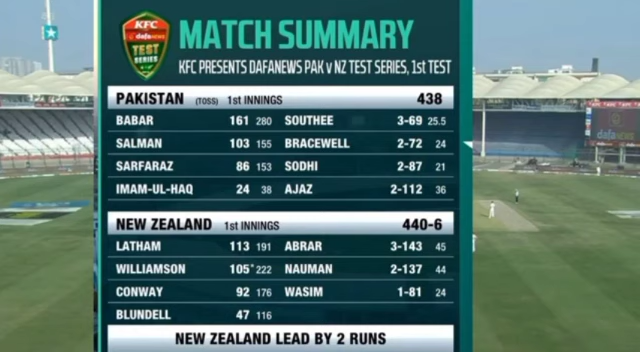 KFC
dafaNEWS
TEST
SERIES
MATCH SUMMARY
KFC PRESENTS DAFANEWS PAK v NZ TEST SERIES, 1st TEST
PAKISTAN (TOSS) 1st INNINGS 438
BABAR 161 280 SOUTHEE 3-69 25.5
SALMAN 103 155 BRACEWELL 2-72 24
SARFARAZ 86 153 SODHI 2-87 21
IMAM-UL-HAQ 24 38 AJAZ 2-112 36
NEW ZEALAND 1st INNINGS 440-6
LATHAM 113 191 ABRAR 3-143 45
WILLIAMSON 105* 222 NAUMAN 2-137 44
CONWAY 92 176 WASIM 1-81 24
BLUNDELL 47 116
NEW ZEALAND LEAD BY 2 RUNS
dafaNEWS